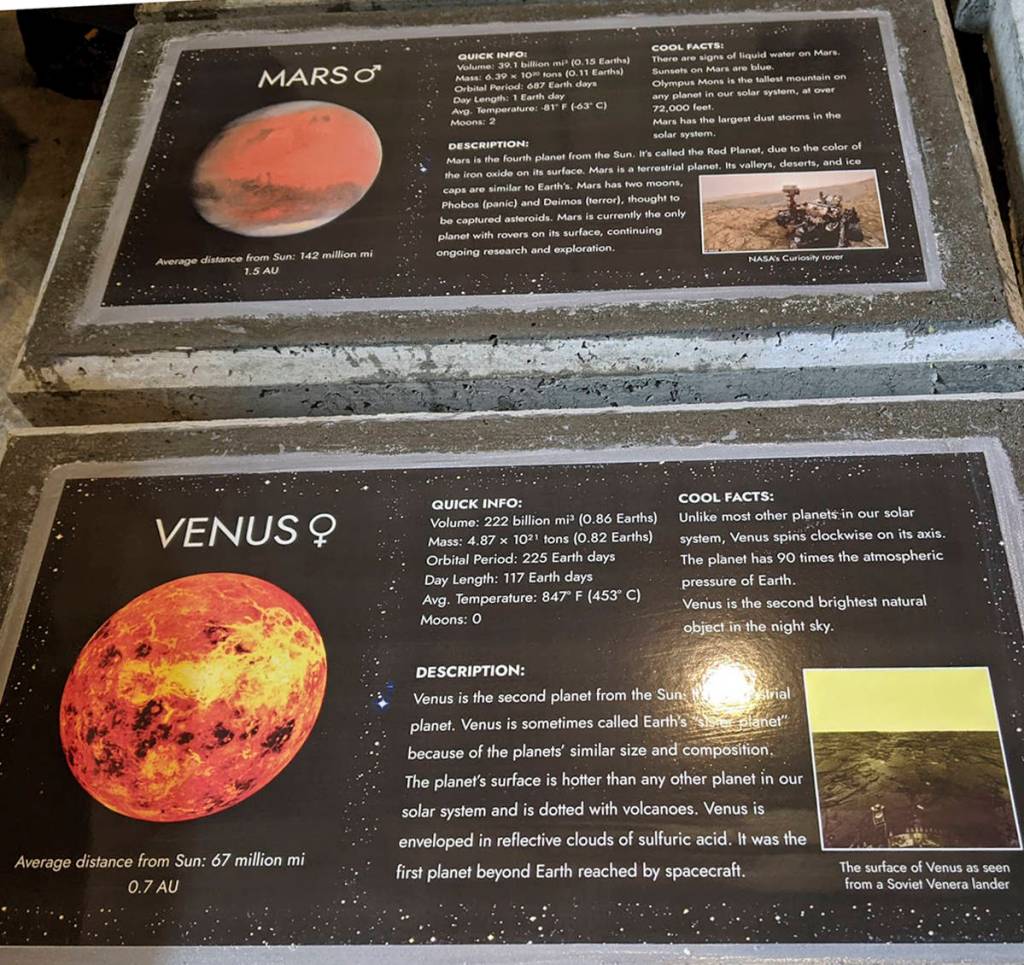 MARS ♂
Average distance from Sun: 142 million mi
1.5 AU
QUICK INFO:
Volume: 39.1 billion mi³ (0.15 Earths)
Mass: 6.39 × 10²⁰ tons (0.11 Earths)
Orbital Period: 687 Earth days
Day Length: 1 Earth day
Avg. Temperature: -81° F (-63° C)
Moons: 2
COOL FACTS:
There are signs of liquid water on Mars.
Sunsets on Mars are blue.
Olympus Mons is the tallest mountain on
any planet in our solar system, at over
72,000 feet.
Mars has the largest dust storms in the
solar system.
DESCRIPTION:
Mars is the fourth planet from the Sun. It's called the Red Planet, due to the color of
the iron oxide on its surface. Mars is a terrestrial planet. Its valleys, deserts, and ice
caps are similar to Earth's. Mars has two moons,
Phobos (panic) and Deimos (terror), thought to
be captured asteroids. Mars is currently the only
planet with rovers on its surface, continuing
ongoing research and exploration.
NASA's Curiosity rover
VENUS ♀
Average distance from Sun: 67 million mi
0.7 AU
QUICK INFO:
Volume: 222 billion mi³ (0.86 Earths)
Mass: 4.87 × 10²¹ tons (0.82 Earths)
Orbital Period: 225 Earth days
Day Length: 117 Earth days
Avg. Temperature: 847° F (453° C)
Moons: 0
COOL FACTS:
Unlike most other planets in our solar
system, Venus spins clockwise on its axis.
The planet has 90 times the atmospheric
pressure of Earth.
Venus is the second brightest natural
object in the night sky.
DESCRIPTION:
Venus is the second planet from the Sun.
planet. Venus is sometimes called Earth's "sister planet"
because of the planets' similar size and composition.
The planet's surface is hotter than any other planet in our
solar system and is dotted with volcanoes. Venus is
enveloped in reflective clouds of sulfuric acid. It was the
first planet beyond Earth reached by spacecraft.
The surface of Venus as seen
from a Soviet Venera lander